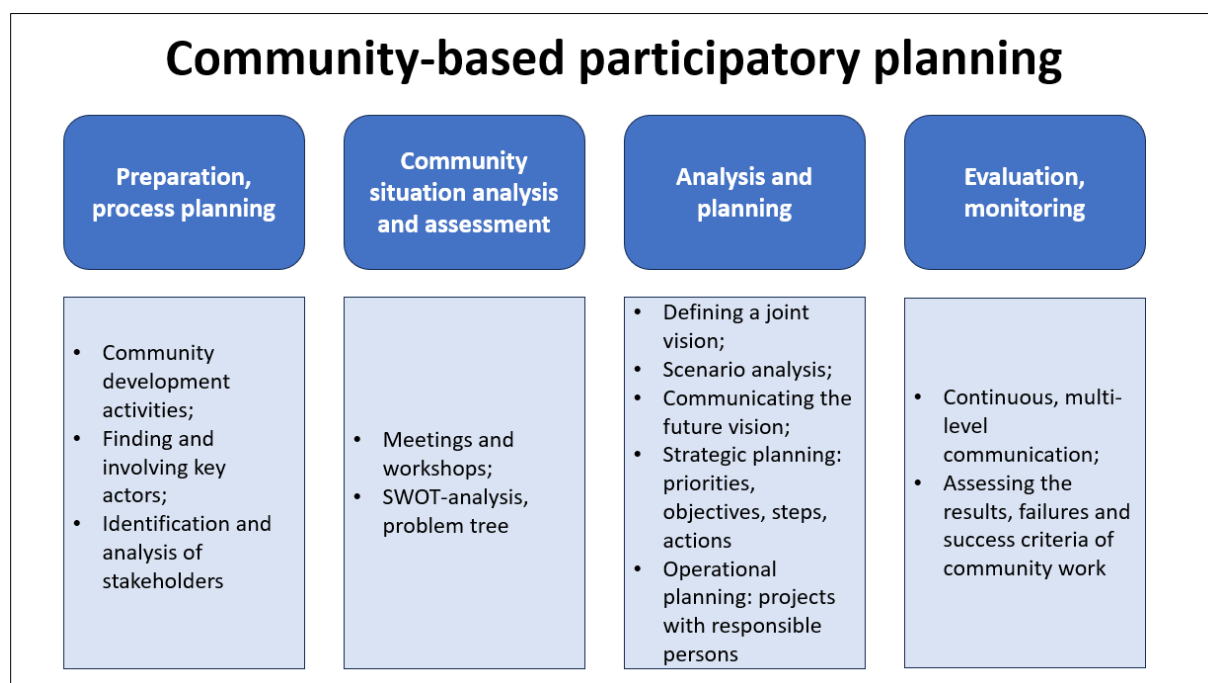 Community-based participatory planning
Preparation,
process planning
Community
situation analysis
and assessment
Analysis and
planning
Evaluation,
monitoring
• Community
development
activities;
• Finding and
involving key
actors;
• Identification and
analysis of
stakeholders
• Meetings and
workshops;
• SWOT-analysis,
problem tree
• Defining a joint
vision;
• Scenario analysis;
• Communicating the
future vision;
• Strategic planning:
priorities,
objectives, steps,
actions
• Operational
planning: projects
with responsible
persons
• Continuous, multi-
level
communication;
• Assessing the
results, failures and
success criteria of
community work